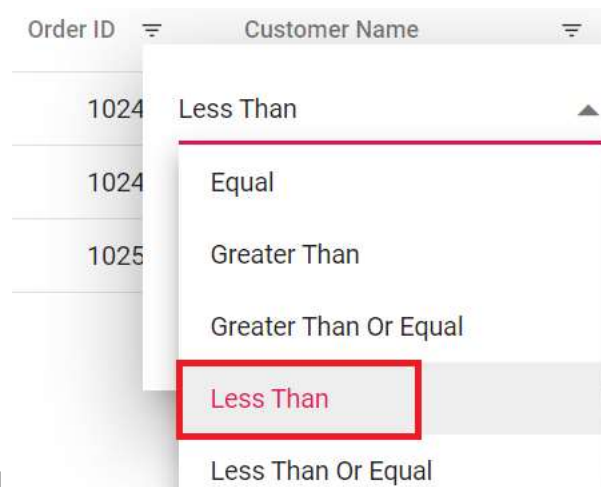 Order ID Customer Name
1024 Less Than
1024 Equal
1025 Greater Than
Greater Than Or Equal
Less Than
Less Than Or Equal